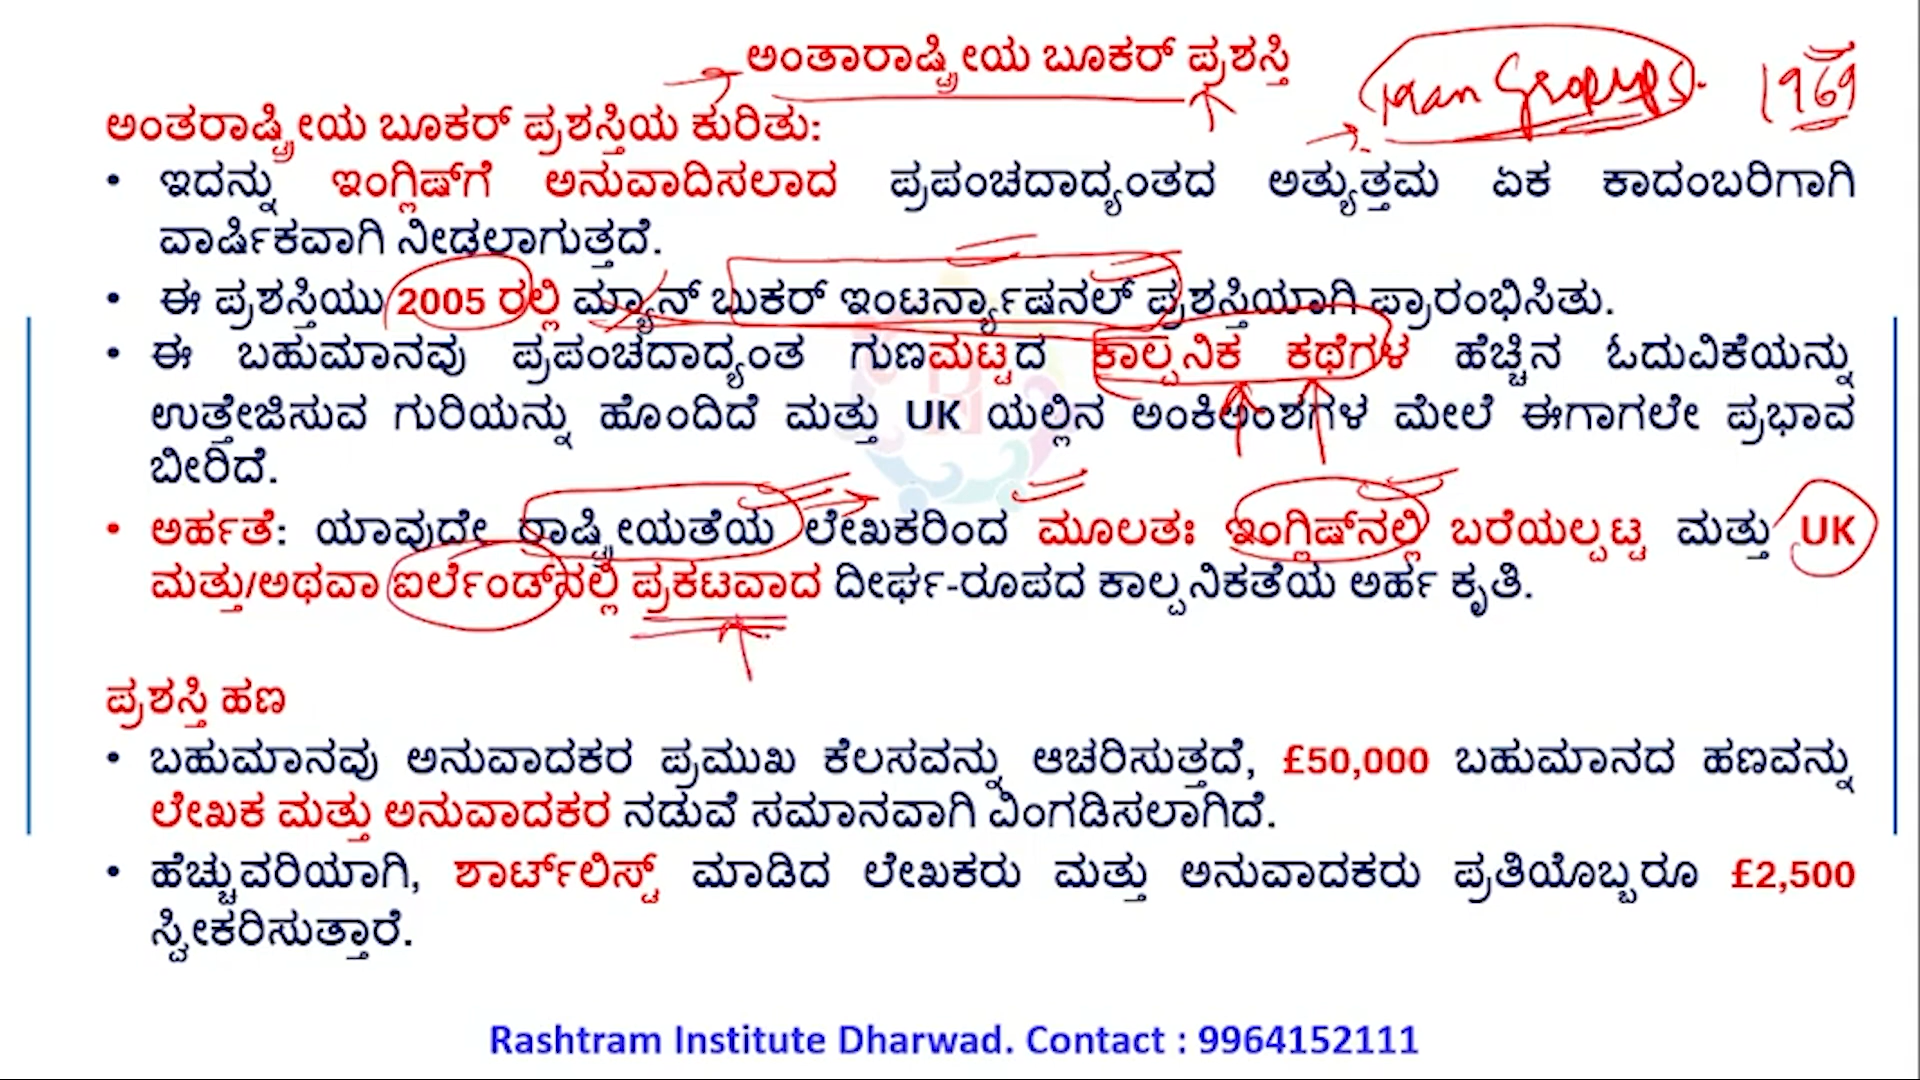 ಅಂತಾರಾಷ್ಟ್ರೀಯ ಬೂಕರ್ ಪ್ರಶಸ್ತಿ
man Groups 1969
ಅಂತರಾಷ್ಟ್ರೀಯ ಬೂಕರ್ ಪ್ರಶಸ್ತಿಯ ಕುರಿತು:
• ಇದನ್ನು ಇಂಗ್ಲಿಷ್‌ಗೆ ಅನುವಾದಿಸಲಾದ ಪ್ರಪಂಚದಾದ್ಯಂತದ ಅತ್ಯುತ್ತಮ ಏಕ ಕಾದಂಬರಿಗಾಗಿ
ವಾರ್ಷಿಕವಾಗಿ ನೀಡಲಾಗುತ್ತದೆ.
• ಈ ಪ್ರಶಸ್ತಿಯು 2005 ರಲ್ಲಿ ಮ್ಯಾನ್ ಬುಕರ್ ಇಂಟರ್ನ್ಯಾಷನಲ್ ಪ್ರಶಸ್ತಿಯಾಗಿ ಪ್ರಾರಂಭಿಸಿತು.
• ಈ ಬಹುಮಾನವು ಪ್ರಪಂಚದಾದ್ಯಂತ ಗುಣಮಟ್ಟದ ಕಾಲ್ಪನಿಕ ಕಥೆಗಳ ಹೆಚ್ಚಿನ ಓದುವಿಕೆಯನ್ನು
ಉತ್ತೇಜಿಸುವ ಗುರಿಯನ್ನು ಹೊಂದಿದೆ ಮತ್ತು UK ಯಲ್ಲಿನ ಅಂಕಿಅಂಶಗಳ ಮೇಲೆ ಈಗಾಗಲೇ ಪ್ರಭಾವ
ಬೀರಿದೆ.
• ಅರ್ಹತೆ: ಯಾವುದೇ ರಾಷ್ಟ್ರೀಯತೆಯ ಲೇಖಕರಿಂದ ಮೂಲತಃ ಇಂಗ್ಲಿಷ್‌ನಲ್ಲಿ ಬರೆಯಲ್ಪಟ್ಟ ಮತ್ತು UK
ಮತ್ತು/ಅಥವಾ ಐರ್ಲೆಂಡ್‌ನಲ್ಲಿ ಪ್ರಕಟವಾದ ದೀರ್ಘ-ರೂಪದ ಕಾಲ್ಪನಿಕತೆಯ ಅರ್ಹ ಕೃತಿ.
ಪ್ರಶಸ್ತಿ ಹಣ
• ಬಹುಮಾನವು ಅನುವಾದಕರ ಪ್ರಮುಖ ಕೆಲಸವನ್ನು ಆಚರಿಸುತ್ತದೆ, £50,000 ಬಹುಮಾನದ ಹಣವನ್ನು
ಲೇಖಕ ಮತ್ತು ಅನುವಾದಕರ ನಡುವೆ ಸಮಾನವಾಗಿ ವಿಂಗಡಿಸಲಾಗಿದೆ.
• ಹೆಚ್ಚುವರಿಯಾಗಿ, ಶಾರ್ಟ್‌ಲಿಸ್ಟ್ ಮಾಡಿದ ಲೇಖಕರು ಮತ್ತು ಅನುವಾದಕರು ಪ್ರತಿಯೊಬ್ಬರೂ £2,500
ಸ್ವೀಕರಿಸುತ್ತಾರೆ.
Rashtram Institute Dharwad. Contact : 9964152111